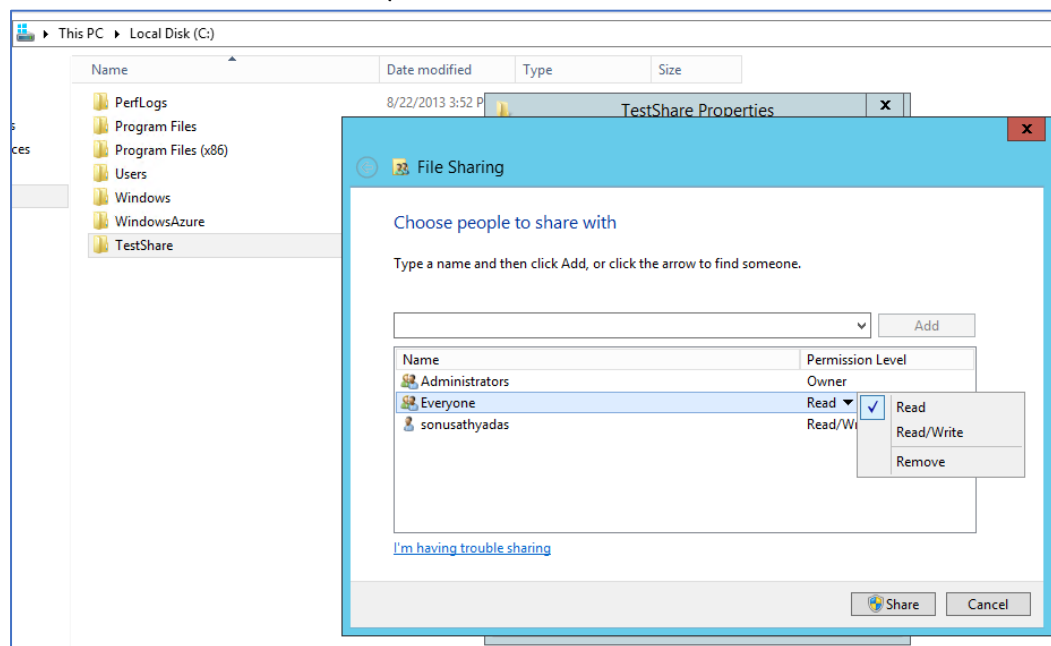 This PC Local Disk (C:)
Name Date modified Type Size
PerfLogs 8/22/2013 3:52 P
Program Files
Program Files (x86)
ces
Users
Windows
WindowsAzure
TestShare
TestShare Properties
x
x
File Sharing
Choose people to share with
Type a name and then click Add, or click the arrow to find someone.
Add
Name Permission Level
Administrators Owner
Everyone Read
sonusathyadas Read/Wr
Read
Read/Write
Remove
I'm having trouble sharing
Share Cancel